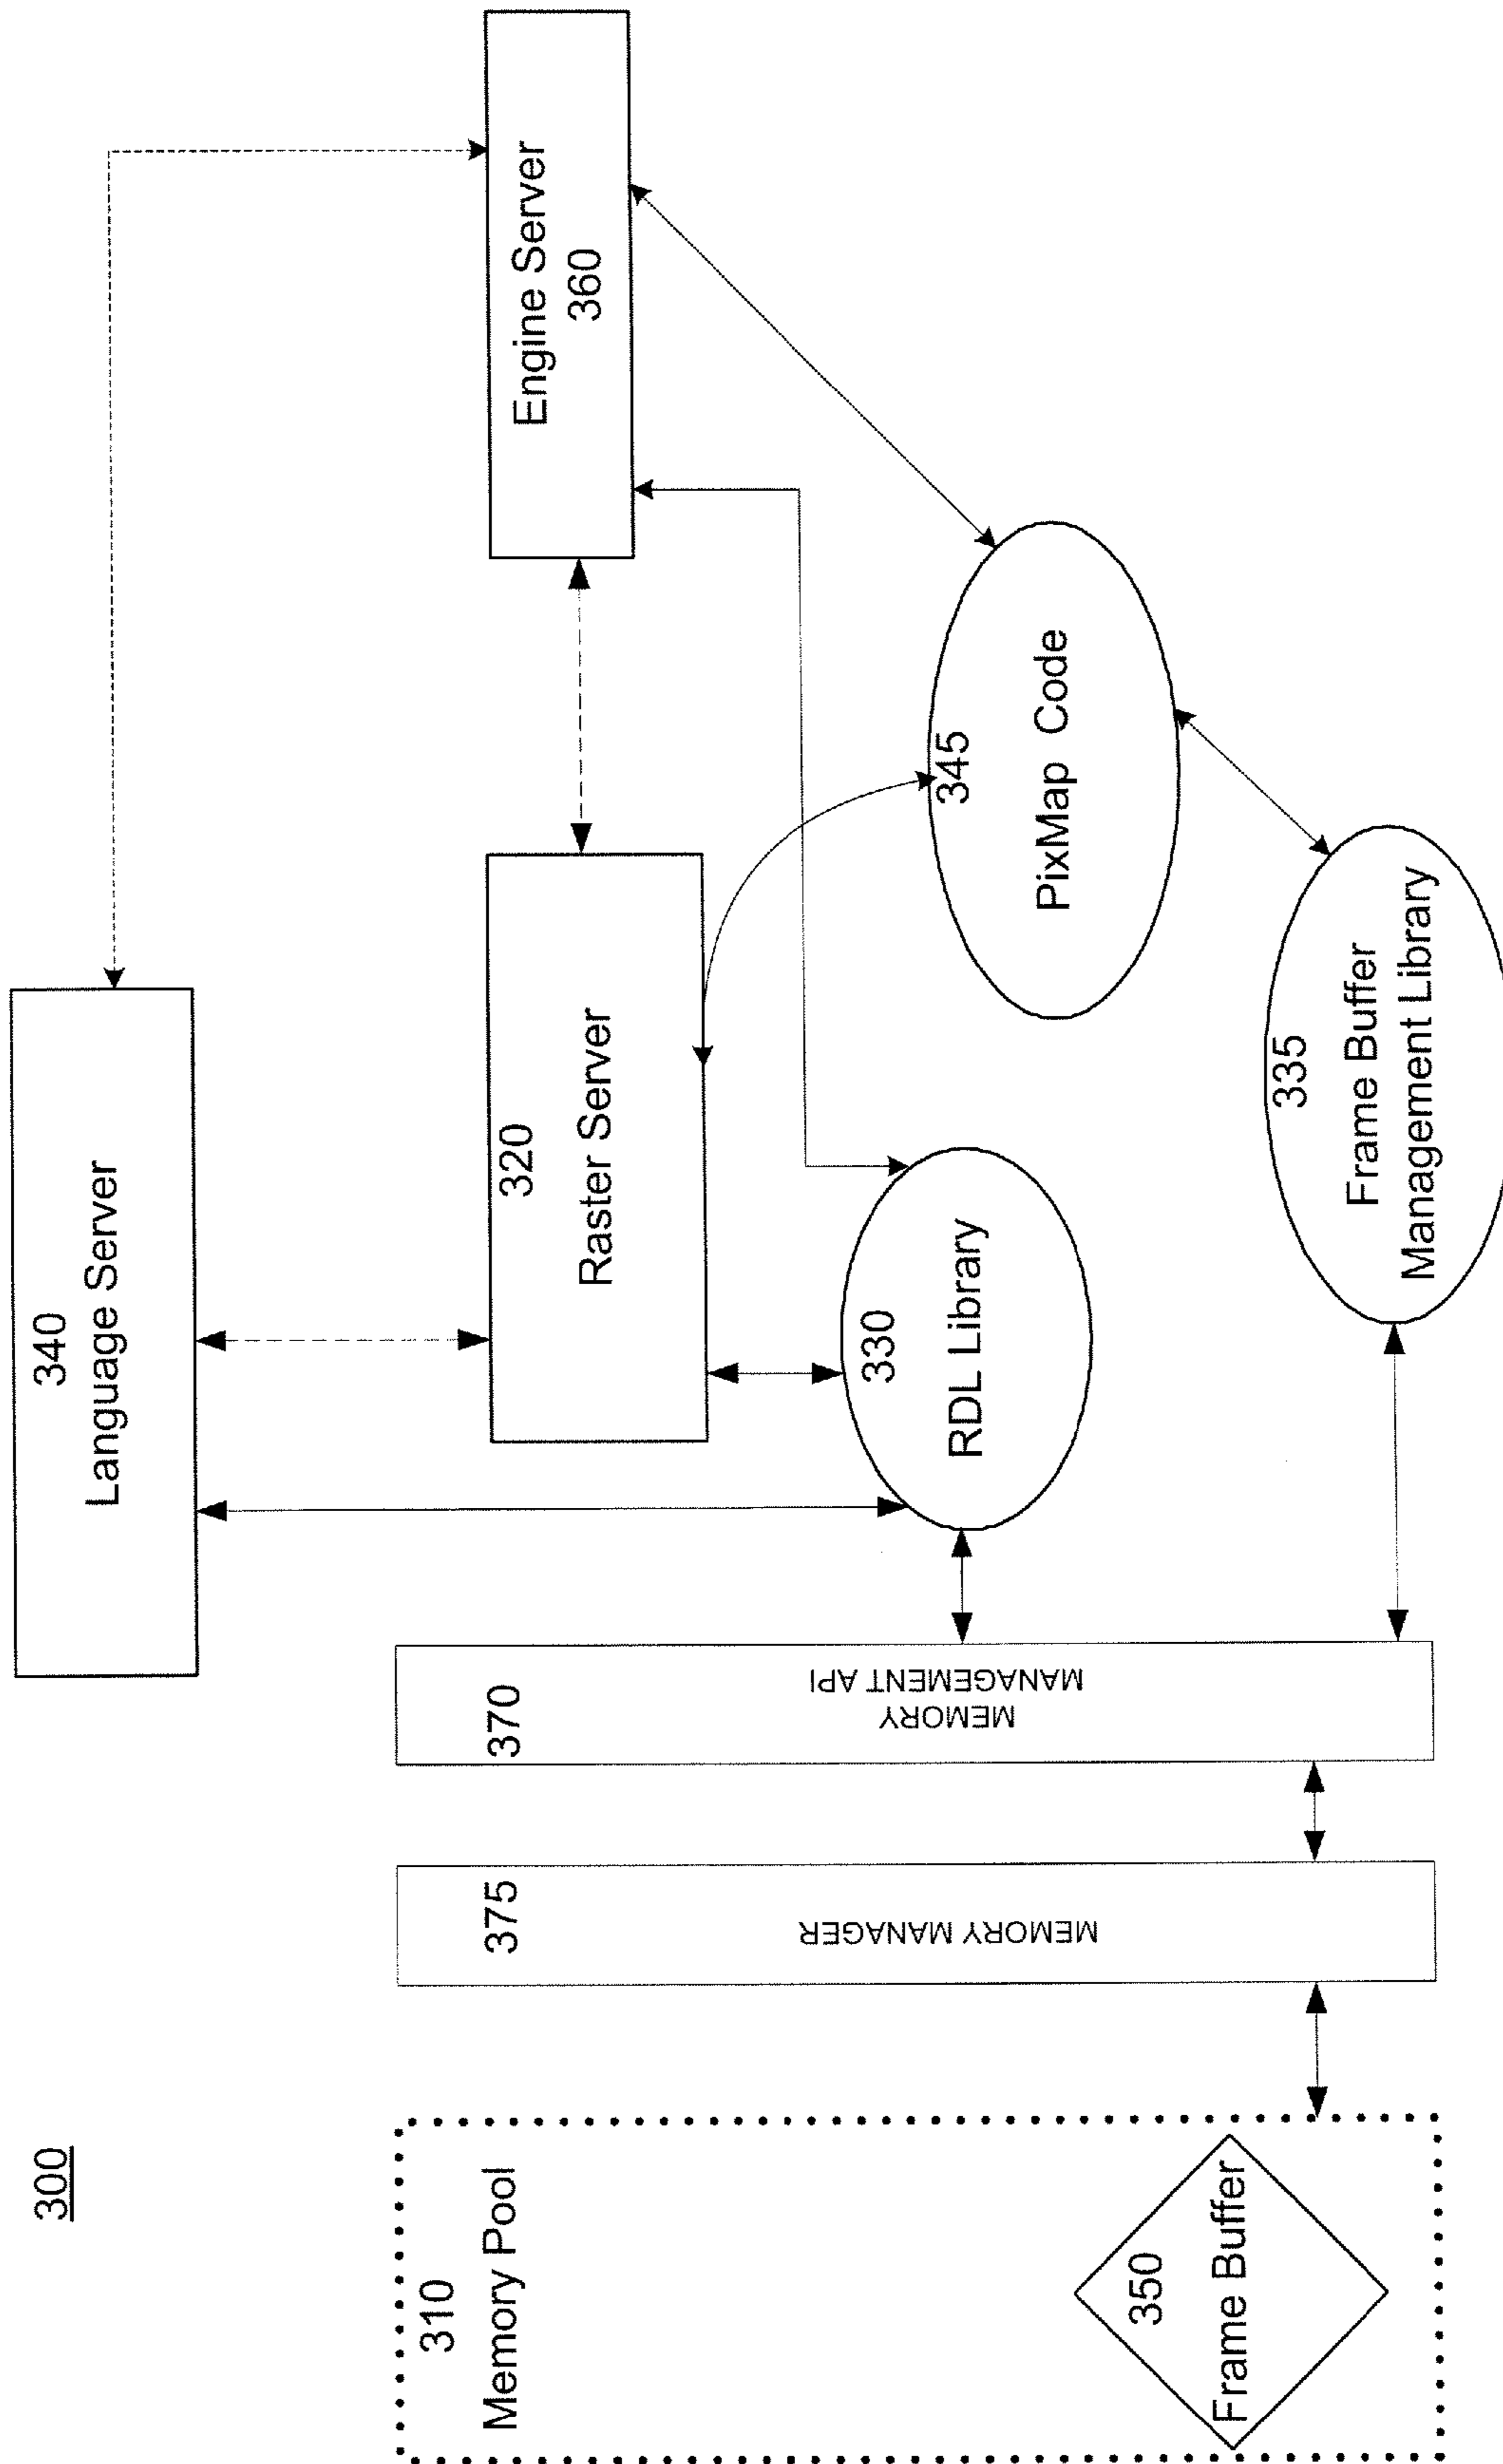 300
310
Memory Pool
350
Frame Buffer
375
MEMORY MANAGER
370
MEMORY
MANAGEMENT API
340
Language Server
320
Raster Server
330
RDL Library
335
Frame Buffer
Management Library
345
PixMap Code
Engine Server
360